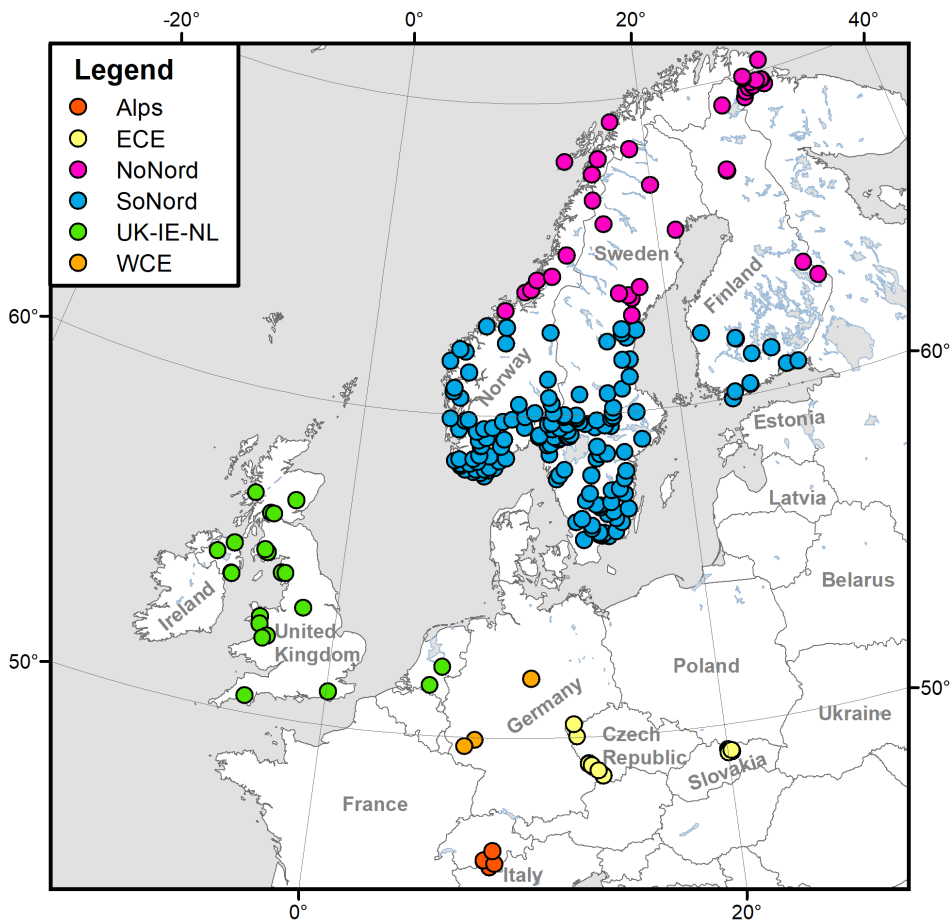 -20° 0° 20° 40°
Legend
Alps
ECE
NoNord
SoNord
UK-IE-NL
WCE
Sweden
Finland
60°
Norway
60°
Estonia
Latvia
Belarus
Ireland
United
Kingdom
50°
Poland
50°
Germany
Ukraine
Czech
Republic
Slovakia
France
Italy
0° 20°